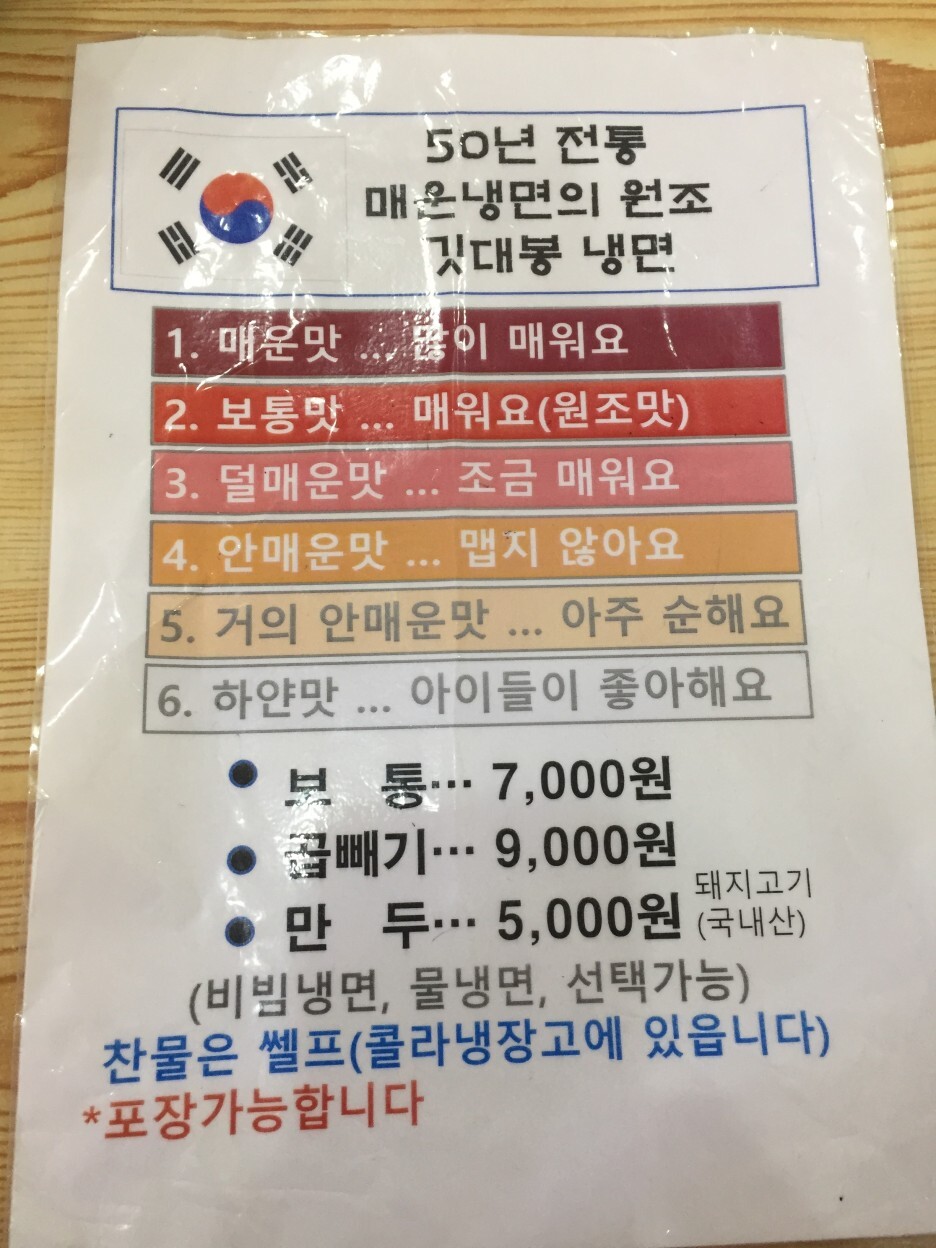 50년 전통
매운냉면의 원조
깃대봉 냉면
1. 매운맛 ... 많이 매워요
2. 보통맛 ... 매워요(원조맛)
3. 덜매운맛 ... 조금 매워요
4. 안매운맛 ... 맵지 않아요
5. 거의 안매운맛 ... 아주 순해요
6. 하얀맛 ... 아이들이 좋아해요
● 보 통··· 7,000원
● 곱빼기··· 9,000원
● 만 두··· 5,000원 돼지고기
(국내산)
(비빔냉면, 물냉면, 선택가능)
찬물은 쎌프(콜라냉장고에 있읍니다)
*포장가능합니다